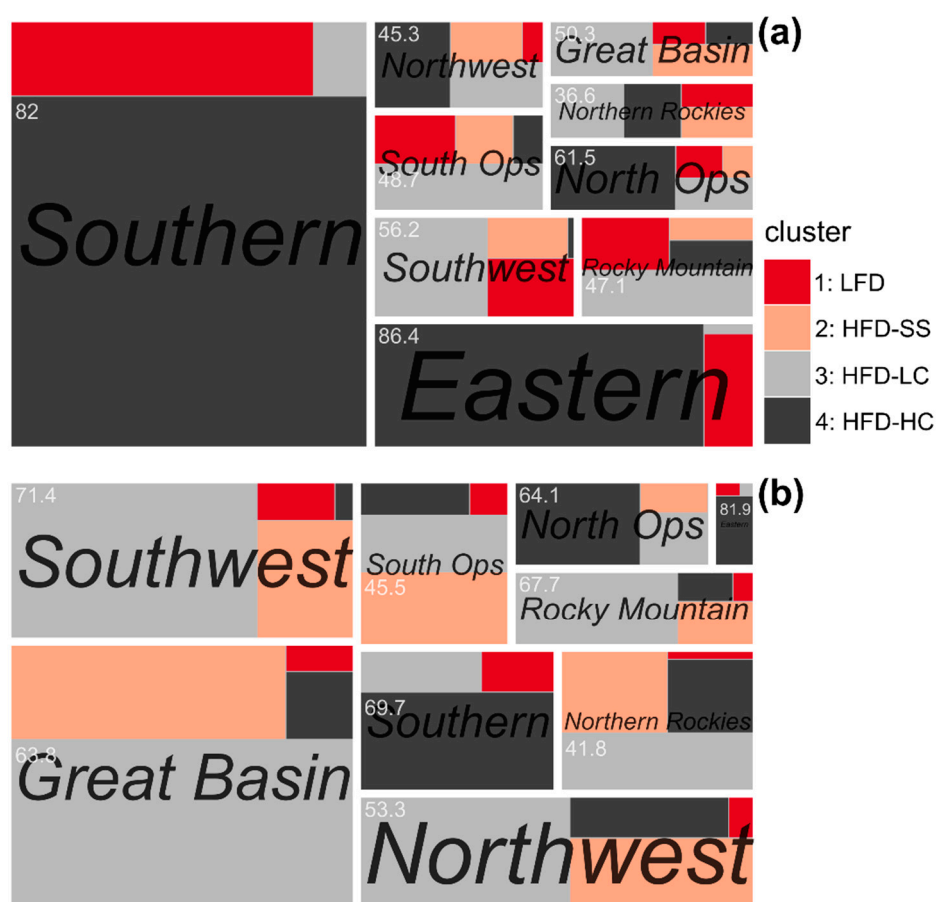 45.3
50.3
(a)
Northwest
Great Basin
82
36.6
Northern Rockies
South Ops
48.7
61.5
North Ops
Southern
56.2
Southwest
Rocky Mountain
47.1
cluster
1: LFD
2: HFD-SS
3: HFD-LC
4: HFD-HC
86.4
Eastern
71.4
64.1
(b)
Southwest
South Ops
45.5
North Ops
81.9
Eastern
67.7
Rocky Mountain
63.8
Great Basin
69.7
Southern
Northern Rockies
41.8
53.3
Northwest